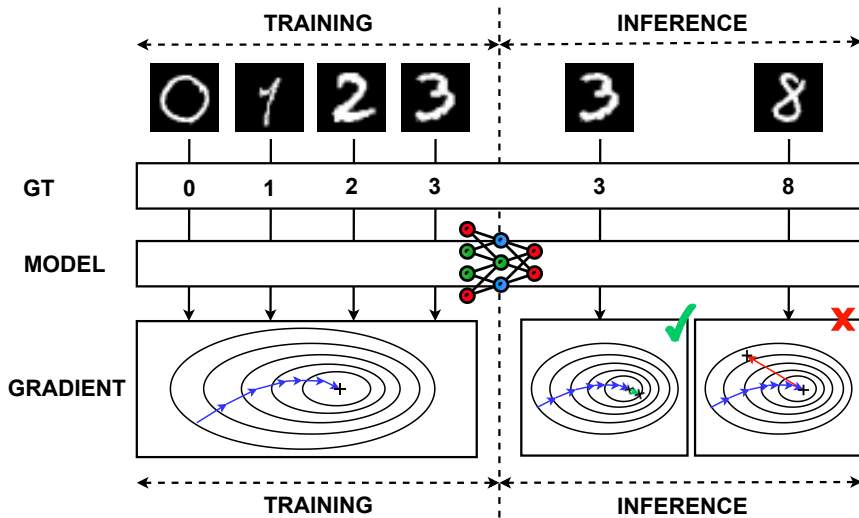 TRAINING INFERENCE
0 1 2 3 3 8
GT 0 1 2 3 3 8
MODEL
GRADIENT
✓ X
TRAINING INFERENCE